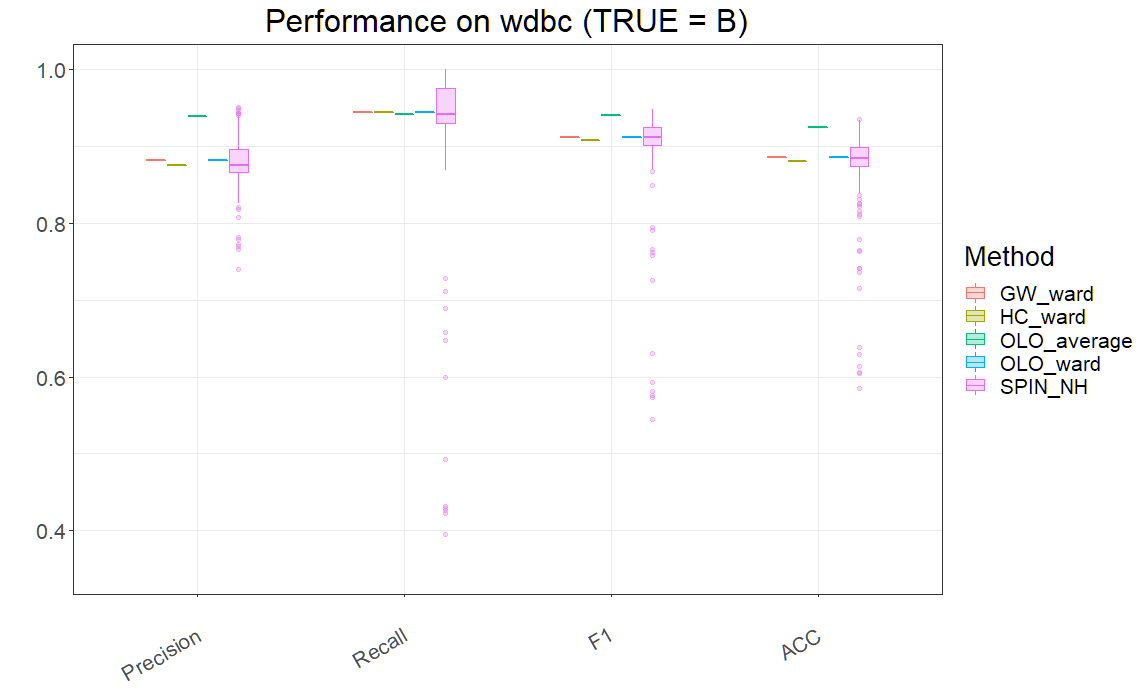 Performance on wdbc (TRUE = B)
1.0
0.8
0.6
0.4
Precision
Recall
F1
ACC
Method
GW_ward
HC_ward
OLO_average
OLO_ward
SPIN_NH